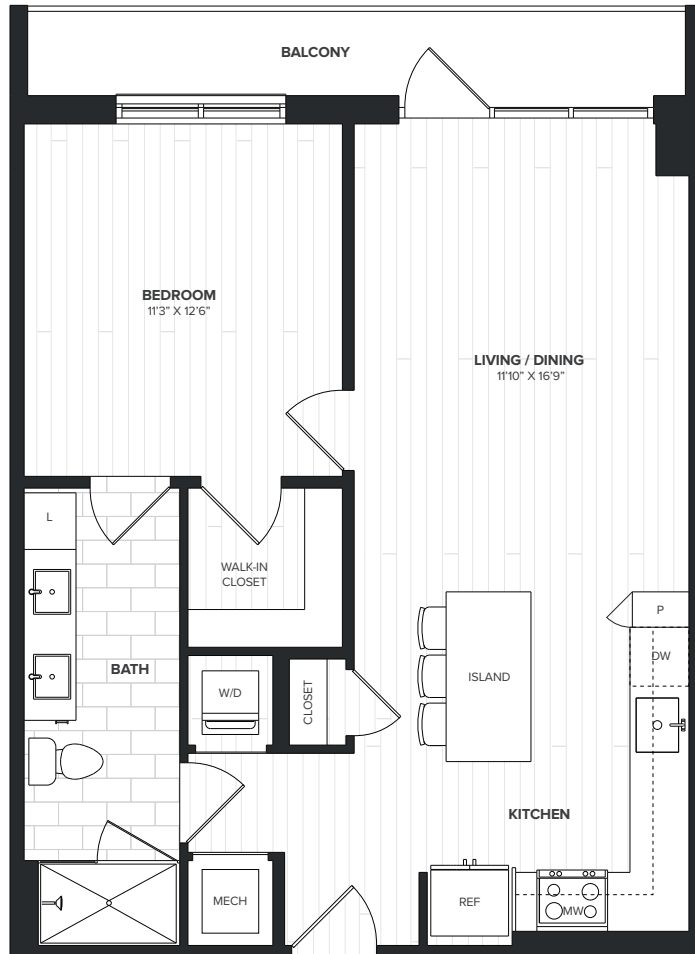 BALCONY
BEDROOM
11'3" X 12'6"
LIVING / DINING
11'10" X 16'9"
L
WALK-IN
CLOSET
BATH
W/D
CLOSET
ISLAND
P
DW
KITCHEN
MECH
REF
MW